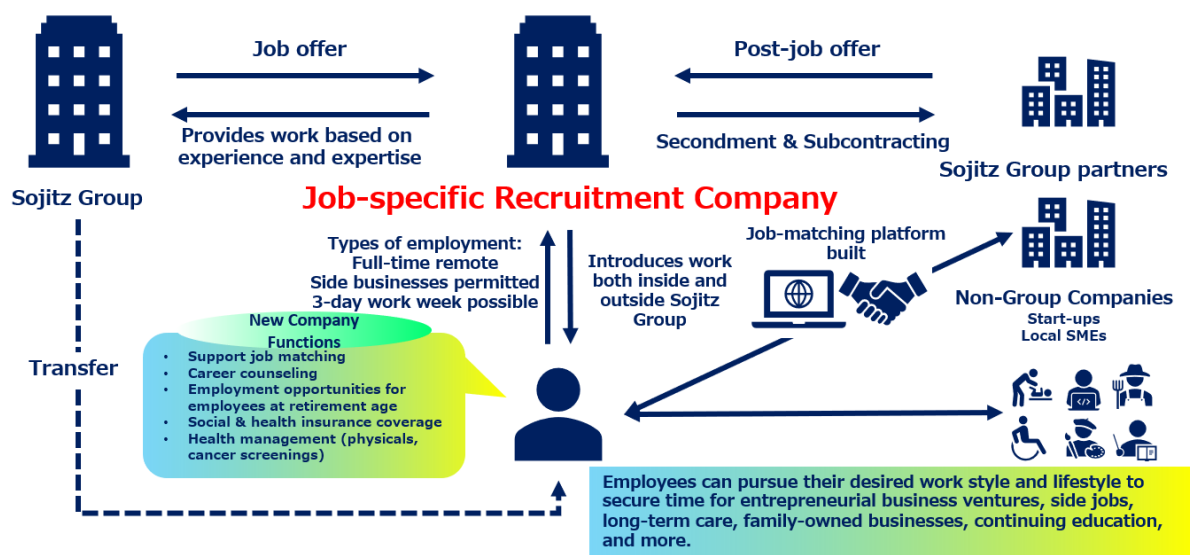 Job offer
Provides work based on
experience and expertise
Sojitz Group
Post-job offer
Secondment & Subcontracting
Sojitz Group partners
Job-specific Recruitment Company
Types of employment:
Full-time remote
Side businesses permitted
3-day work week possible
Introduces work
both inside and
outside Sojitz
Group
Job-matching platform
built
Non-Group Companies
Start-ups
Local SMEs
Transfer
New Company
Functions
• Support job matching
• Career counseling
• Employment opportunities for
employees at retirement age
• Social & health insurance coverage
• Health management (physicals,
cancer screenings)
Employees can pursue their desired work style and lifestyle to
secure time for entrepreneurial business ventures, side jobs,
long-term care, family-owned businesses, continuing education,
and more.